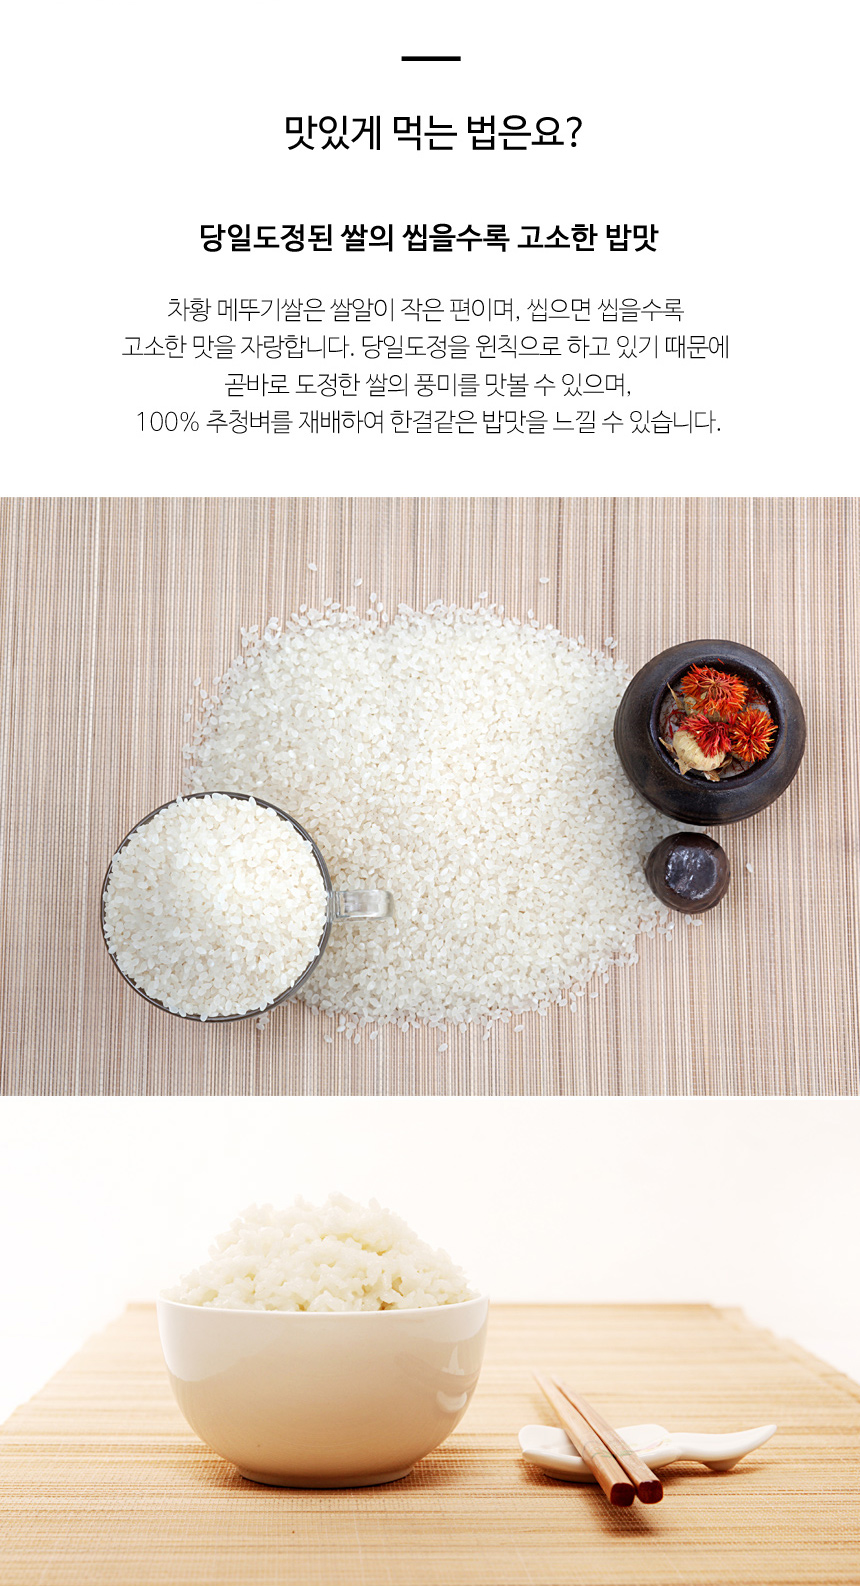 맛있게 먹는 법은요?
당일도정된 쌀의 씹을수록 고소한 밥맛
차황 메뚜기쌀은 쌀알이 작은 편이며, 씹으면 씹을수록
고소한 맛을 자랑합니다. 당일도정을 윈칙으로 하고 있기 때문에
곧바로 도정한 쌀의 풍미를 맛볼 수 있으며,
100% 추청벼를 재배하여 한결같은 밥맛을 느낄 수 있습니다.